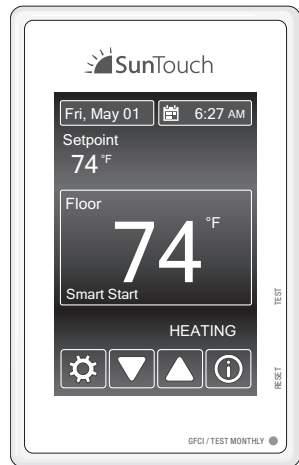 SunTouch
Fri, May 01 6:27 AM
Setpoint
74 °F
Floor
74 °F
Smart Start
HEATING
TEST
RESET
GFCI / TEST MONTHLY